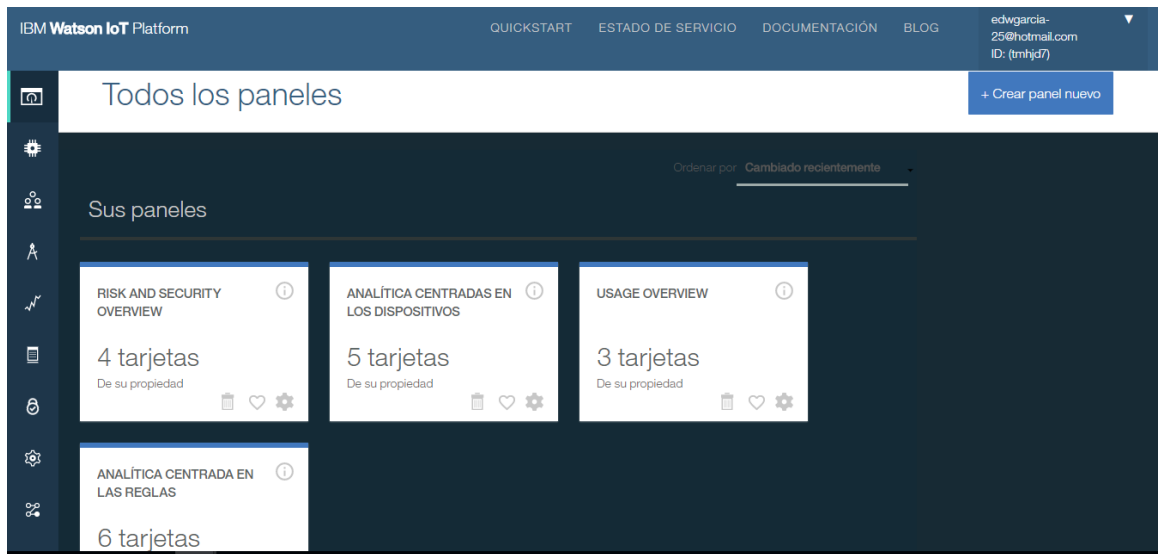 IBM Watson IoT Platform
QUICKSTART ESTADO DE SERVICIO DOCUMENTACIÓN BLOG
edwgarcia-
25@hotmail.com
ID: (tmhjd7)
Todos los paneles
+ Crear panel nuevo
Ordenar por Cambiado recientemente
Sus paneles
RISK AND SECURITY
OVERVIEW
4 tarjetas
De su propiedad
ANALÍTICA CENTRADAS EN
LOS DISPOSITIVOS
5 tarjetas
De su propiedad
USAGE OVERVIEW
3 tarjetas
De su propiedad
ANALÍTICA CENTRADA EN
LAS REGLAS
6 tarjetas